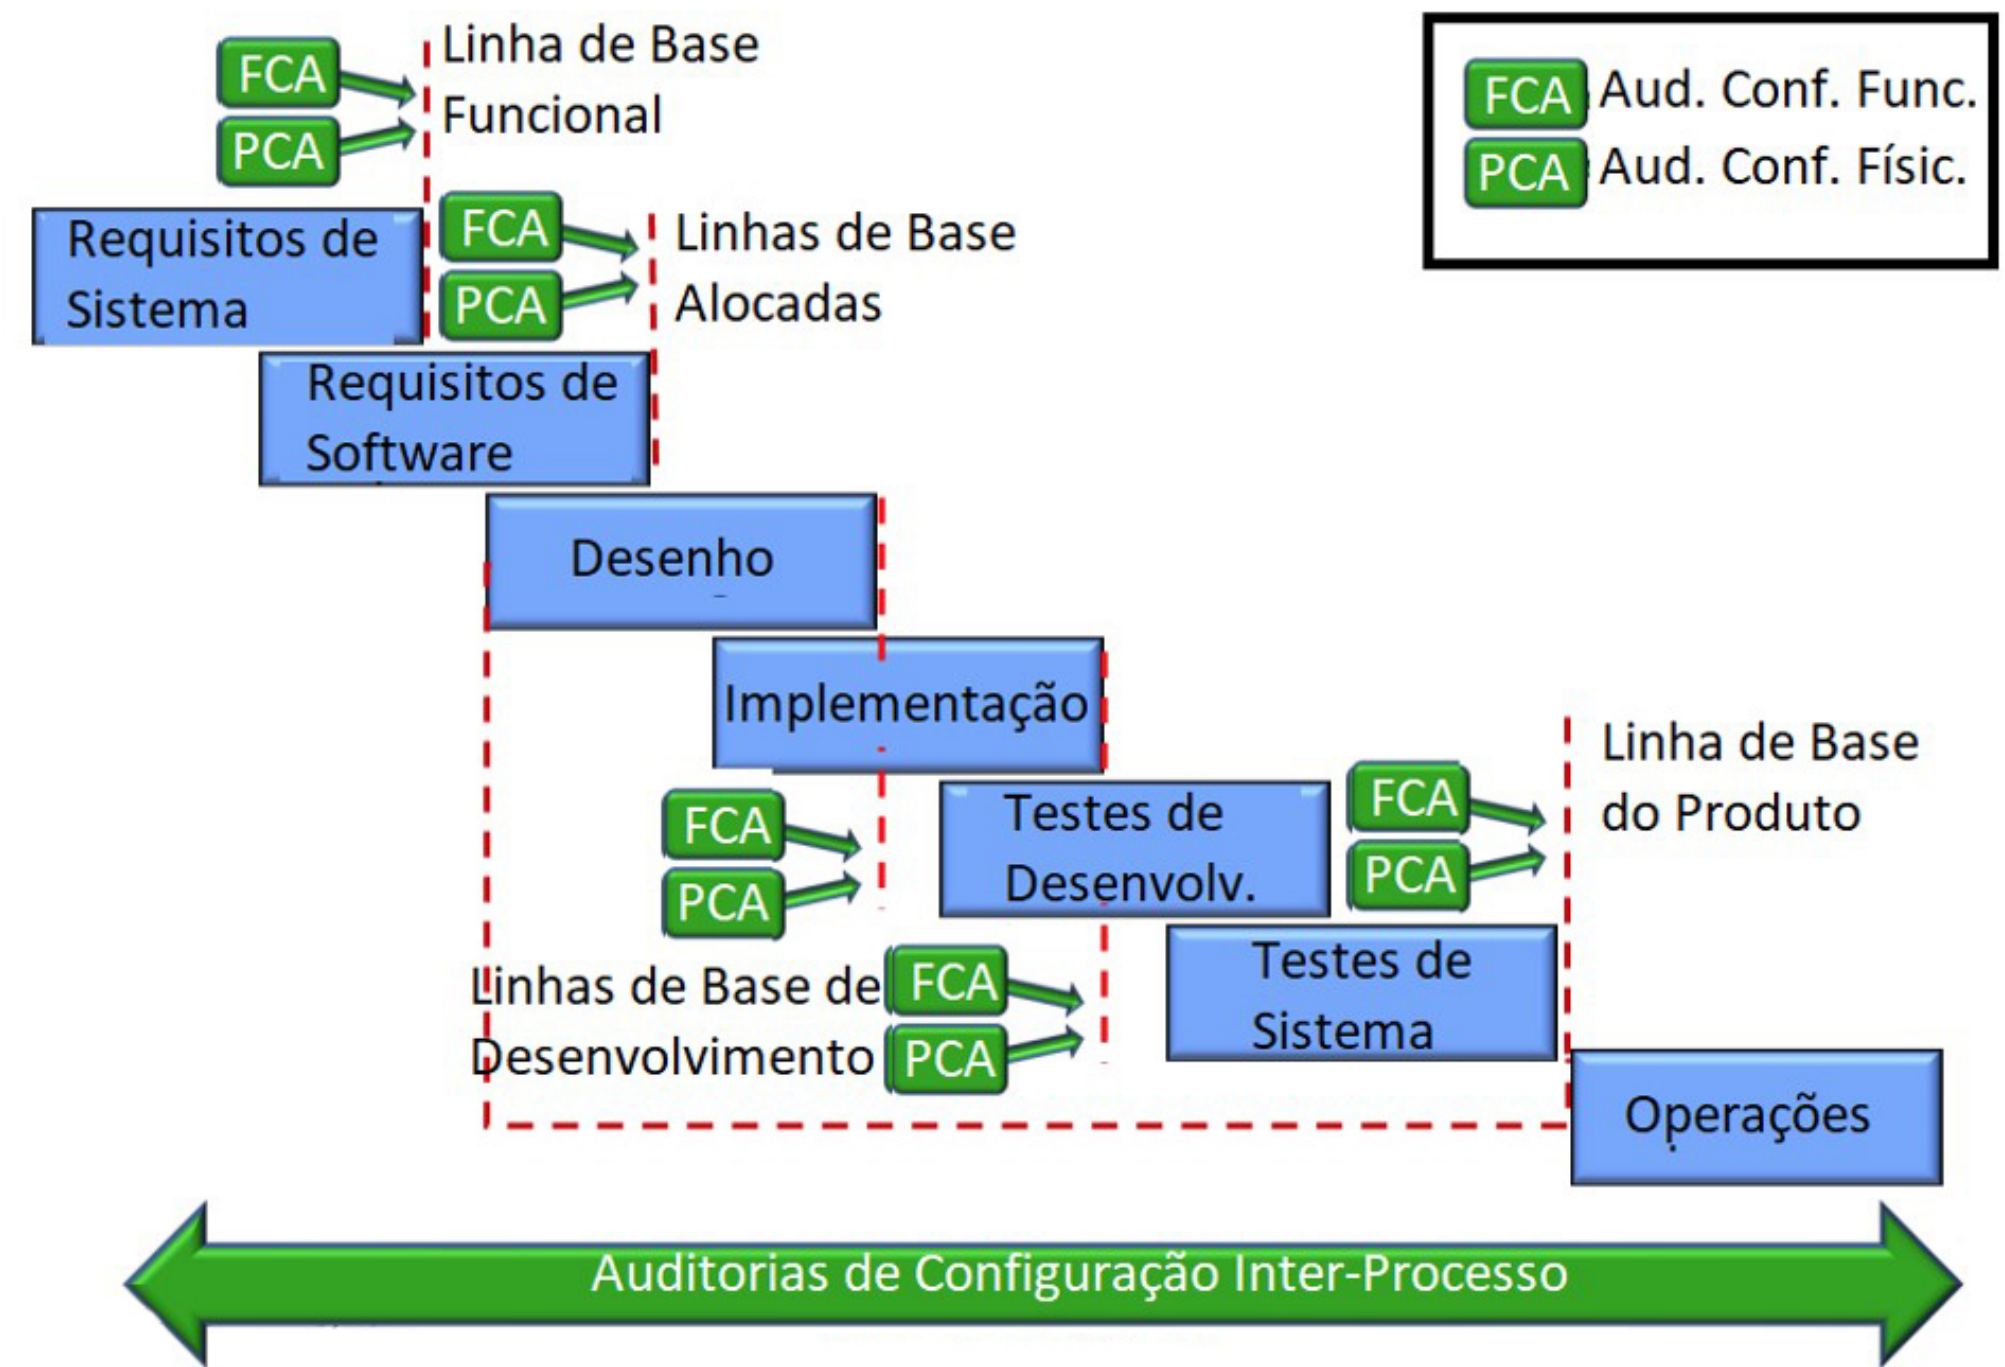 FCA
PCA
Linha de Base
Funcional
FCA
Aud. Conf. Func.
PCA
Aud. Conf. Físic.
Requisitos de
Sistema
FCA
PCA
Linhas de Base
Alocadas
Requisitos de
Software
Desenho
Implementação
FCA
PCA
Testes de
Desenvolv.
FCA
PCA
Linha de Base
do Produto
Linhas de Base de
Desenvolvimento
FCA
PCA
Testes de
Sistema
Operações
Auditorias de Configuração Inter-Processo